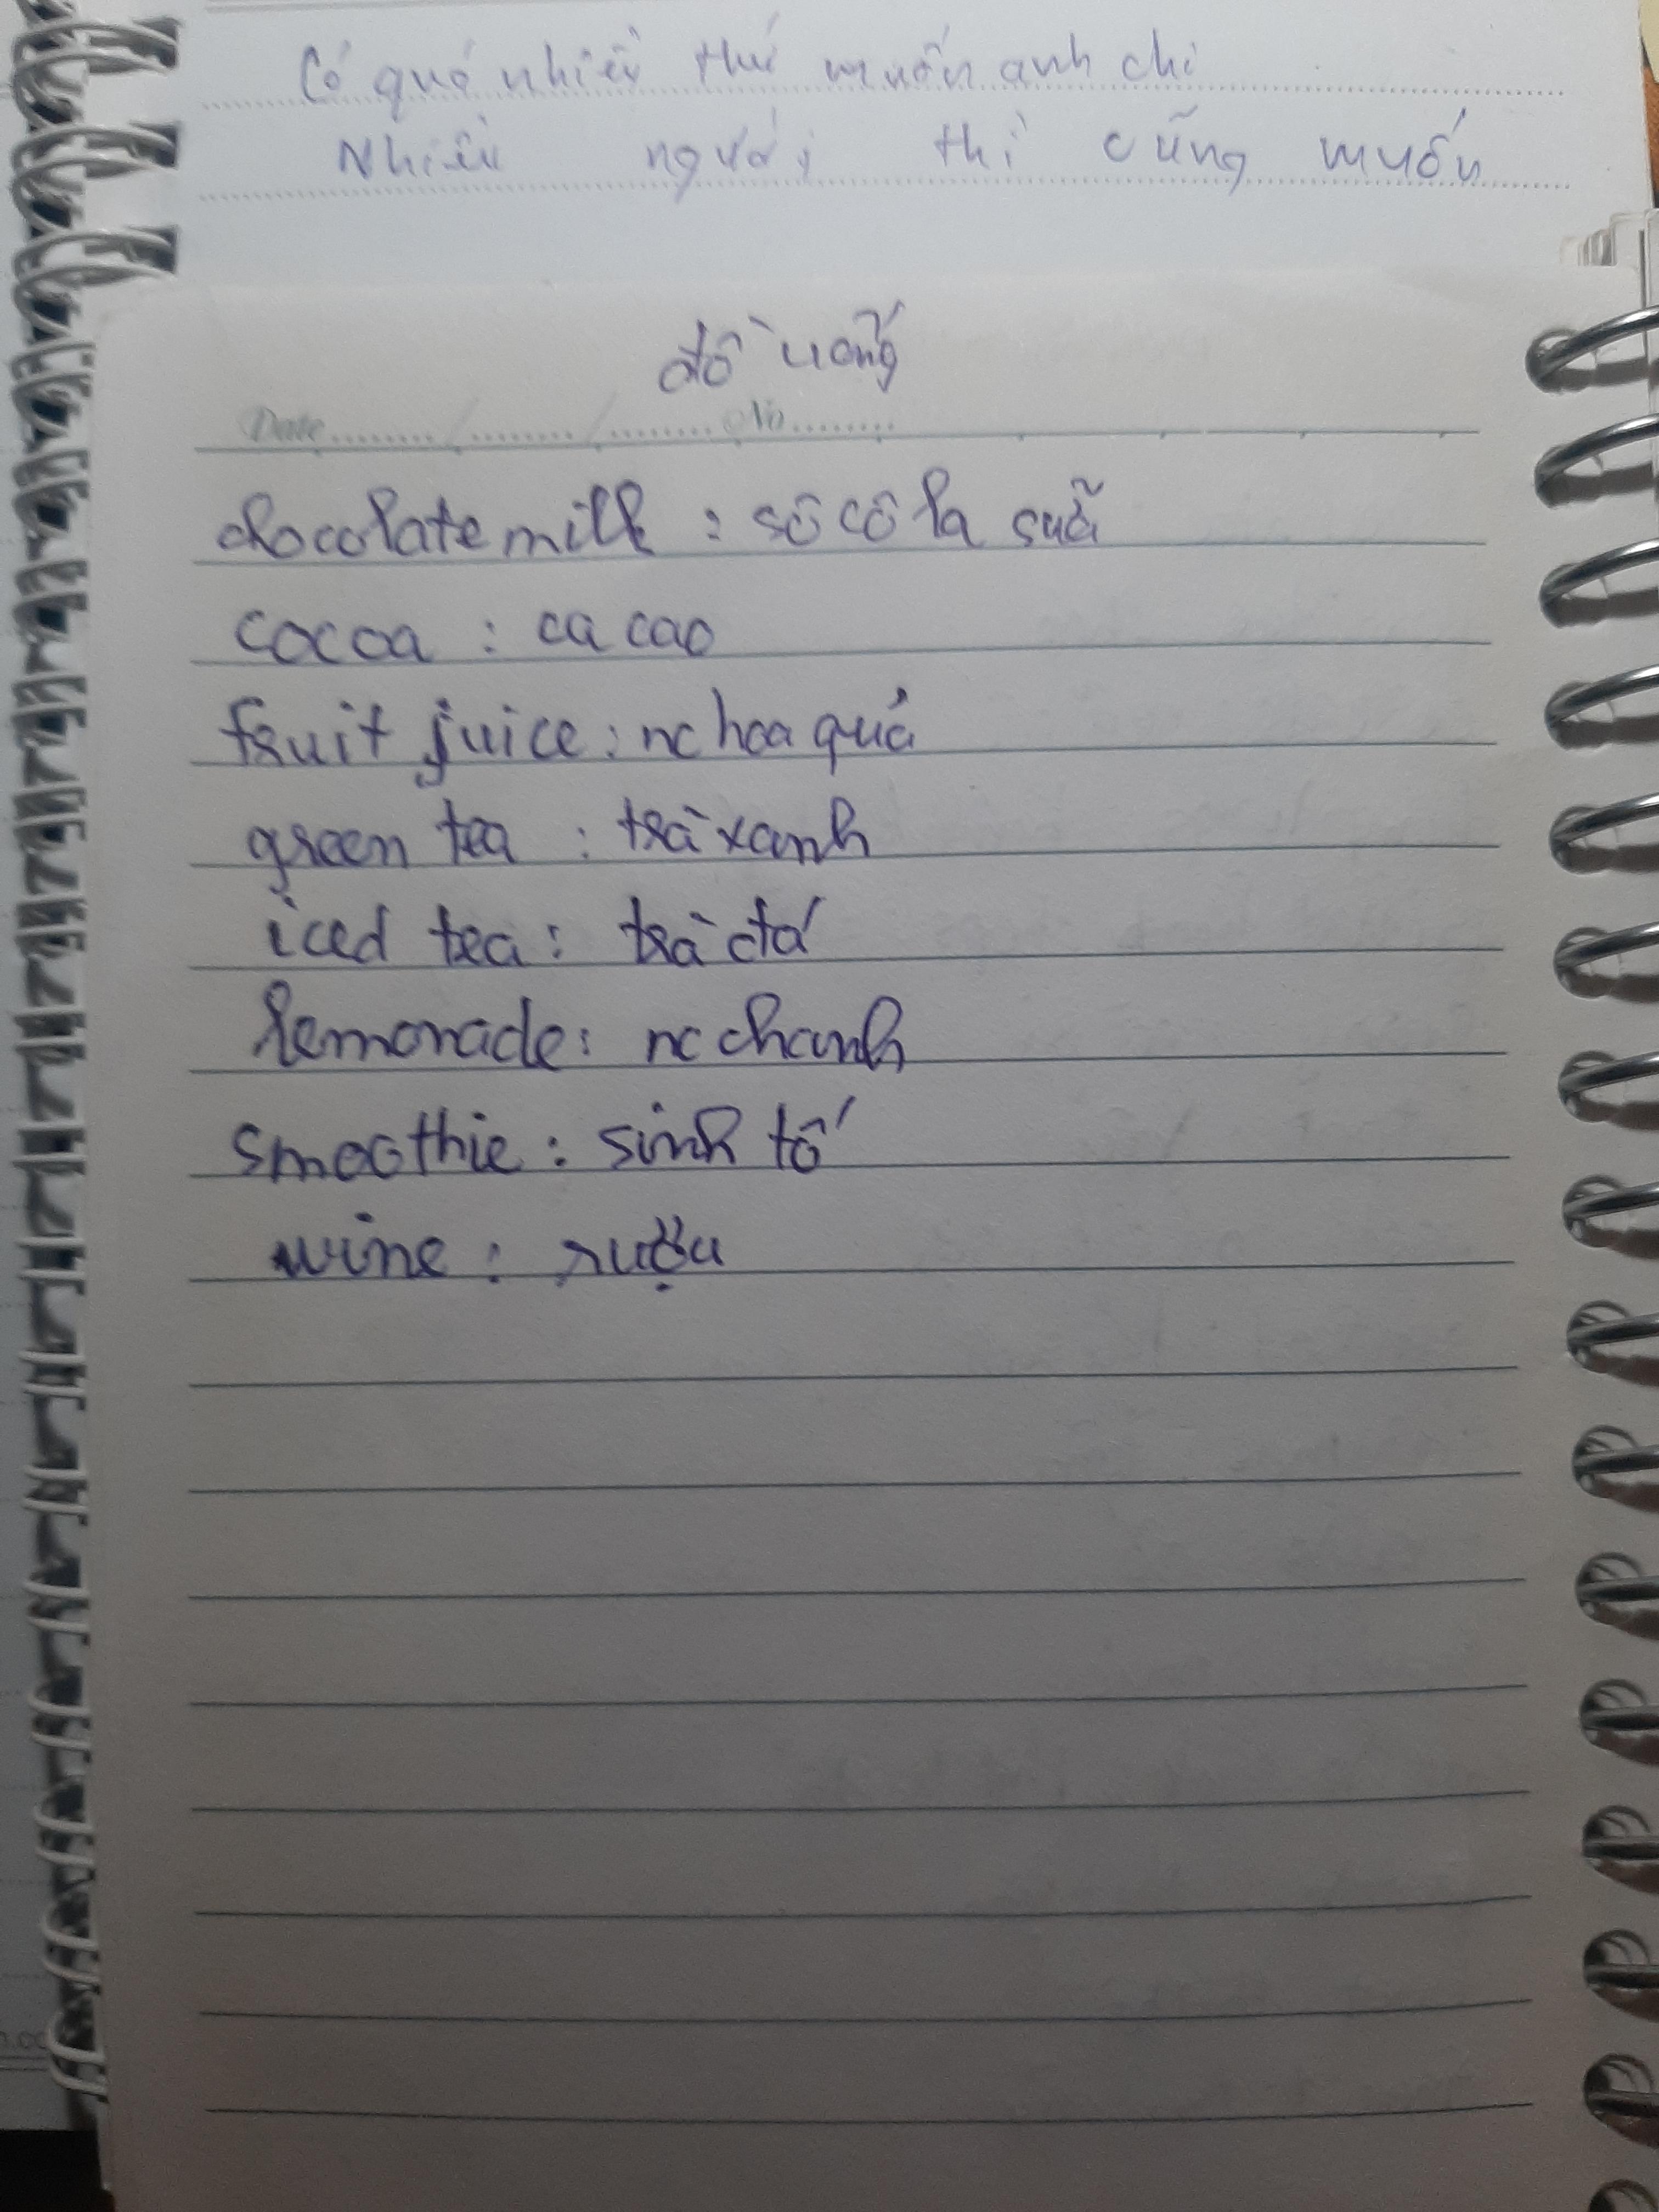 Có quá nhiều thứ muốn anh chỉ
Nhiều người thì cũng muốn
đồ uống
Date ......../......../........ No ........
chocolate milk : sô cô la sữa
cocoa : ca cao
fruit juice : nc hoa quả
green tea : trà xanh
iced tea : trà đá
lemonade : nc chanh
smoothie : sinh tố
wine : rượu